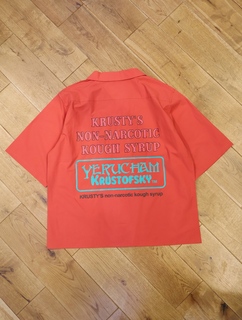 KRUSTY'S
NON-NARCOTIC
KOUGH SYRUP
YERUCHAM
KRUSTOFSKY
KRUSTY'S non-narcotic kough syrup